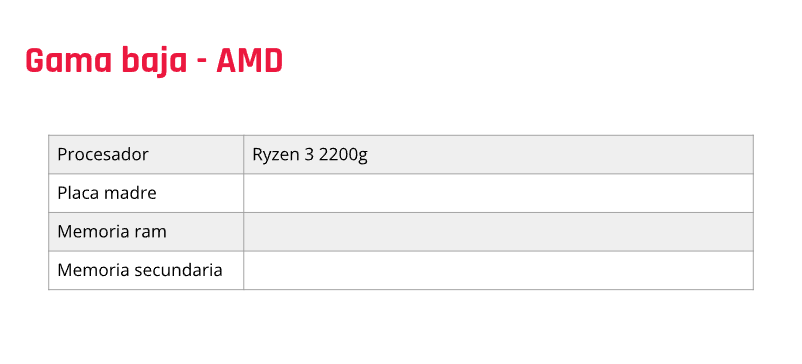 Gama baja - AMD
Procesador Ryzen 3 2200g
Placa madre
Memoria ram
Memoria secundaria